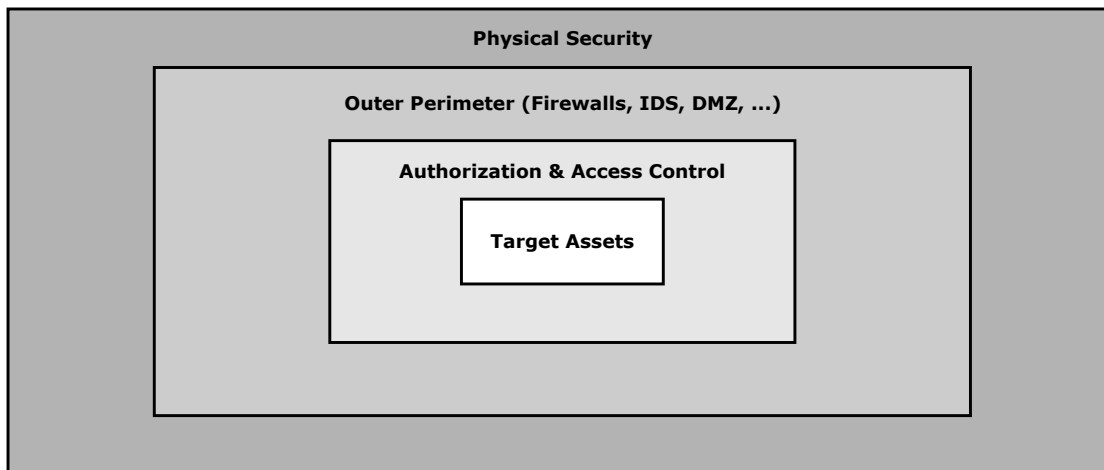 Physical Security
Outer Perimeter (Firewalls, IDS, DMZ, ...)
Authorization & Access Control
Target Assets